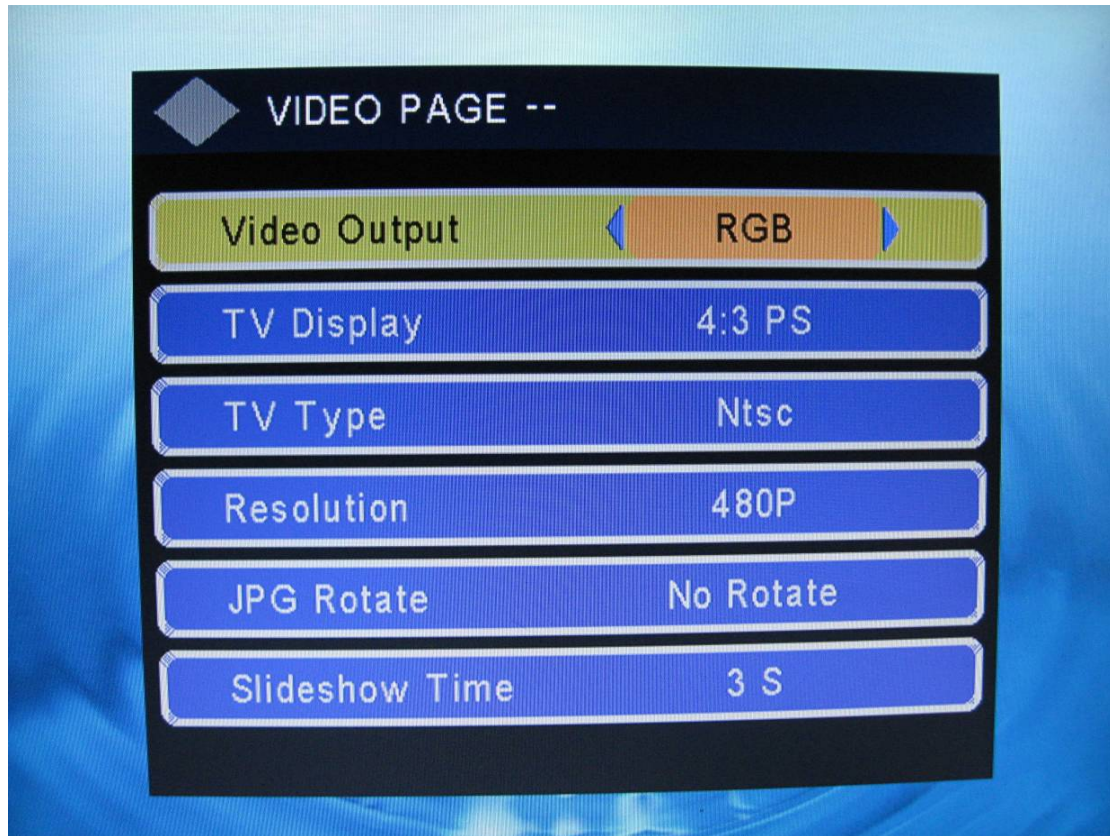 VIDEO PAGE --
Video Output RGB
TV Display 4:3 PS
TV Type Ntsc
Resolution 480P
JPG Rotate No Rotate
Slideshow Time 3 S